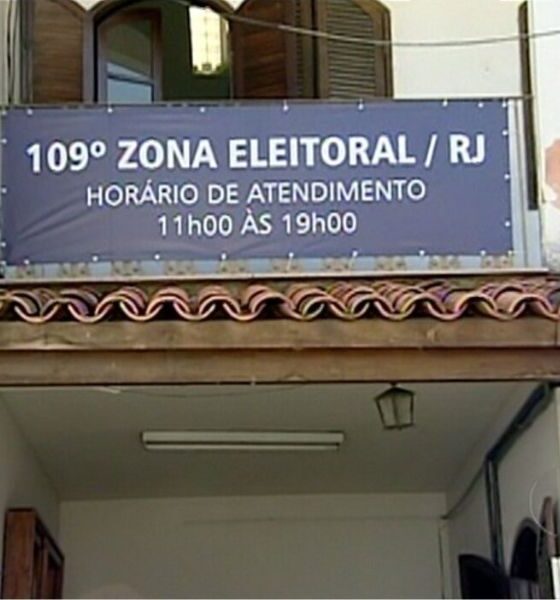 109º ZONA ELEITORAL / RJ
HORÁRIO DE ATENDIMENTO
11h00 ÀS 19h00